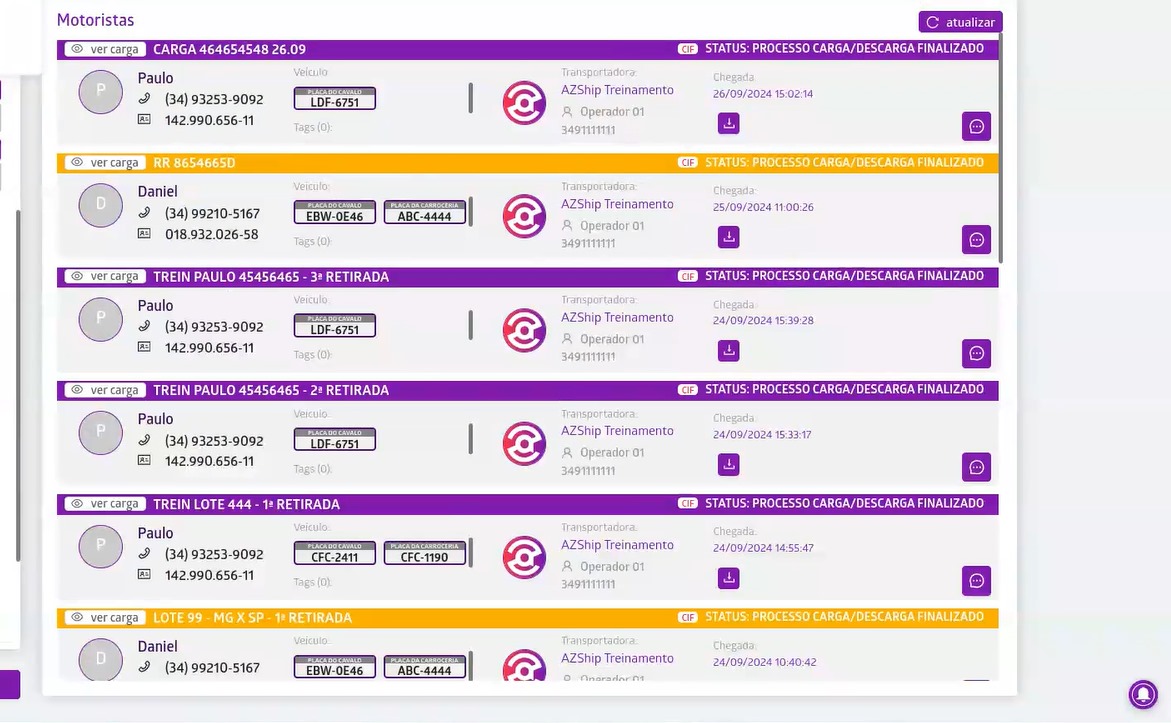 Motoristas
atualizar
ver carga CARGA 464654548 26.09 CIF STATUS: PROCESSO CARGA/DESCARGA FINALIZADO
P
Paulo
(34) 93253-9092
142.990.656-11
Veículo:
PLACA DO CAVALO
LDF-6751
Tags (0):
Transportadora:
AZShip Treinamento
Operador 01
3491111111
Chegada:
26/09/2024 15:02:14
ver carga RR 8654665D CIF STATUS: PROCESSO CARGA/DESCARGA FINALIZADO
D
Daniel
(34) 99210-5167
018.932.026-58
Veículo:
PLACA DO CAVALO PLACA DA CARROCERIA
EBW-0E46 ABC-4444
Tags (0):
Transportadora:
AZShip Treinamento
Operador 01
3491111111
Chegada:
25/09/2024 11:00:26
ver carga TREIN PAULO 45456465 - 3ª RETIRADA CIF STATUS: PROCESSO CARGA/DESCARGA FINALIZADO
P
Paulo
(34) 93253-9092
142.990.656-11
Veículo:
PLACA DO CAVALO
LDF-6751
Tags (0):
Transportadora:
AZShip Treinamento
Operador 01
3491111111
Chegada:
24/09/2024 15:39:28
ver carga TREIN PAULO 45456465 - 2ª RETIRADA CIF STATUS: PROCESSO CARGA/DESCARGA FINALIZADO
P
Paulo
(34) 93253-9092
142.990.656-11
Veículo:
PLACA DO CAVALO
LDF-6751
Tags (0):
Transportadora:
AZShip Treinamento
Operador 01
3491111111
Chegada:
24/09/2024 15:33:17
ver carga TREIN LOTE 444 - 1ª RETIRADA CIF STATUS: PROCESSO CARGA/DESCARGA FINALIZADO
P
Paulo
(34) 93253-9092
142.990.656-11
Veículo:
PLACA DO CAVALO PLACA DA CARROCERIA
CFC-2411 CFC-1190
Tags (0):
Transportadora:
AZShip Treinamento
Operador 01
3491111111
Chegada:
24/09/2024 14:55:47
ver carga LOTE 99 - MG X SP - 1ª RETIRADA CIF STATUS: PROCESSO CARGA/DESCARGA FINALIZADO
D
Daniel
(34) 99210-5167
Veículo:
PLACA DO CAVALO PLACA DA CARROCERIA
EBW-0E46 ABC-4444
Transportadora:
AZShip Treinamento
Operador 01
Chegada:
24/09/2024 10:40:42